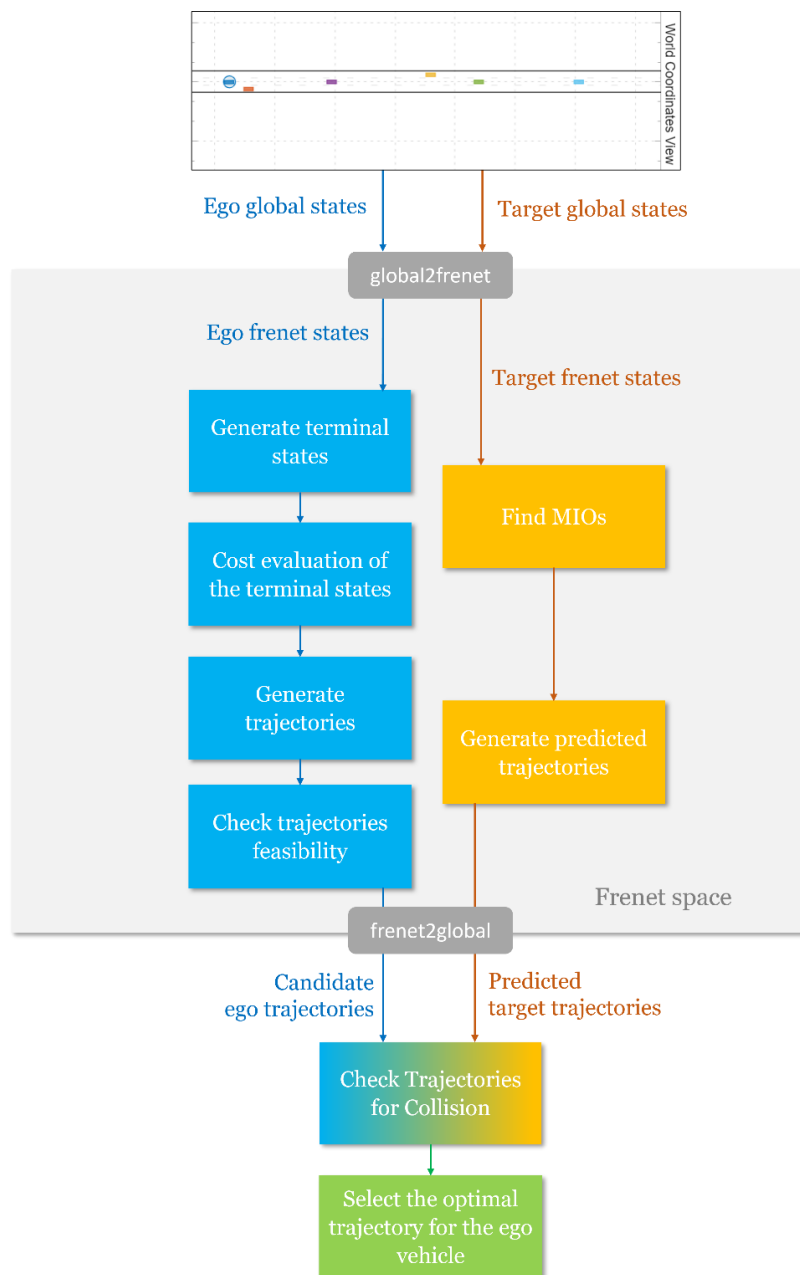 World Coordinates View
Ego global states
Target global states
global2frenet
Ego frenet states
Target frenet states
Generate terminal
states
Find MIOs
Cost evaluation of
the terminal states
Generate
trajectories
Generate predicted
trajectories
Check trajectories
feasibility
Frenet space
frenet2global
Candidate
ego trajectories
Predicted
target trajectories
Check Trajectories
for Collision
Select the optimal
trajectory for the ego
vehicle